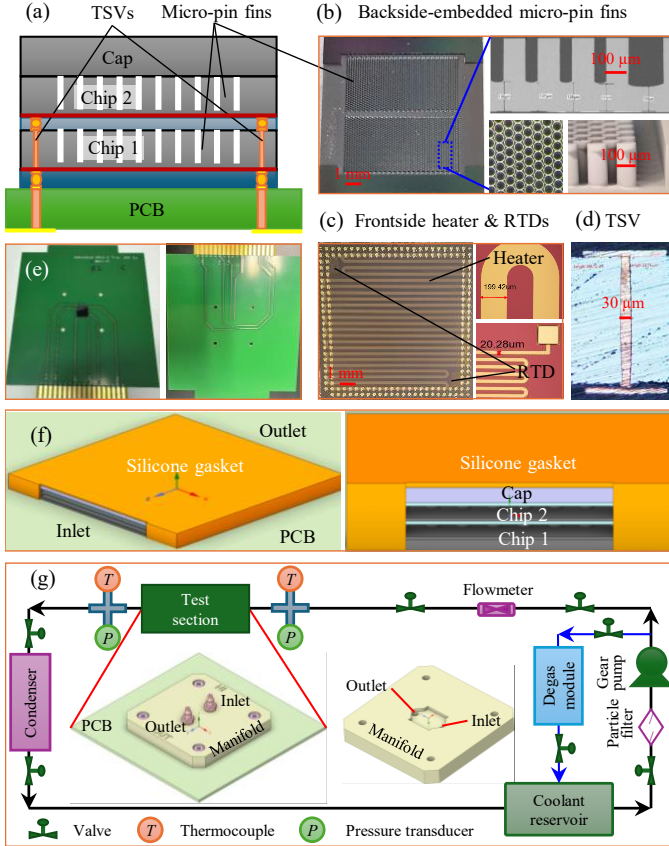 (a)
TSVs
Micro-pin fins
Cap
Chip 2
Chip 1
PCB
(b) Backside-embedded micro-pin fins
100 μm
1 mm
100 μm
(c) Frontside heater & RTDs
Heater
199.42um
20.28um
RTD
1 mm
(d) TSV
30 μm
(e)
(f)
Outlet
Silicone gasket
Inlet
PCB
Silicone gasket
Cap
Chip 2
Chip 1
(g)
T
P
Test
section
T
P
Flowmeter
Condenser
PCB
Inlet
Outlet
Manifold
Outlet
Inlet
Manifold
Degas
module
Gear
pump
Particle
filter
Coolant
reservoir
Valve
T Thermocouple
P Pressure transducer